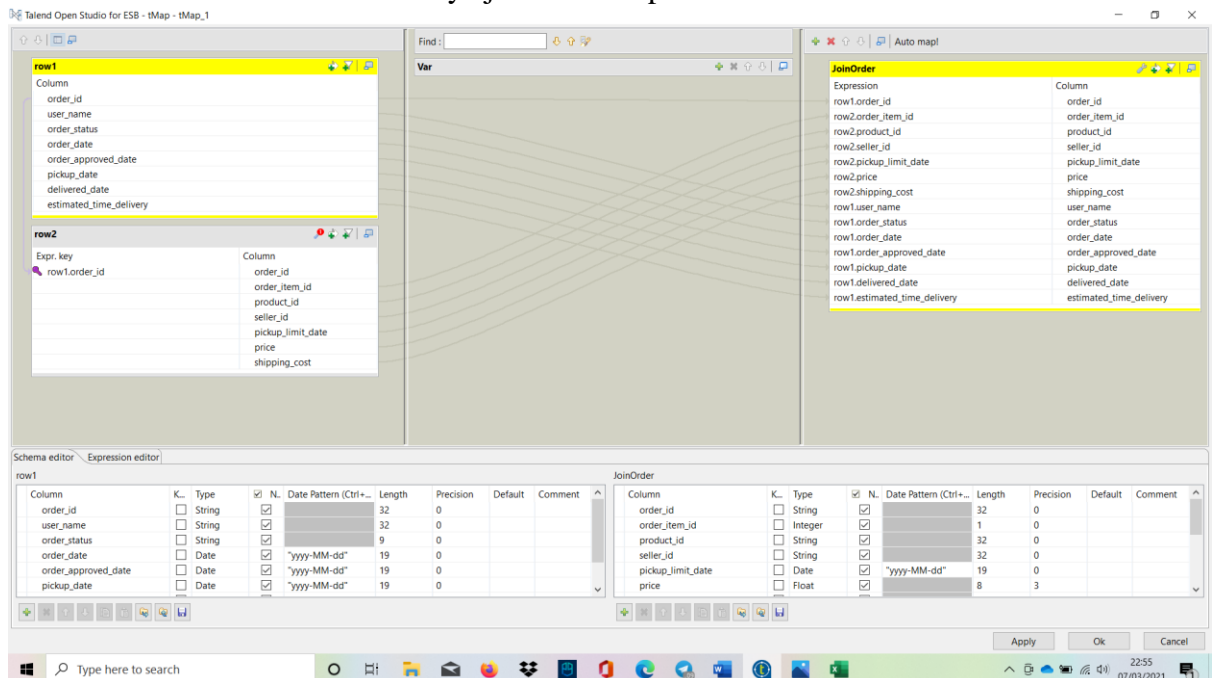 Talend Open Studio for ESB - tMap - tMap_1
Find :
Auto map!
row1
Column
order_id
user_name
order_status
order_date
order_approved_date
pickup_date
delivered_date
estimated_time_delivery
row2
Expr. key Column
row1.order_id order_id
order_item_id
product_id
seller_id
pickup_limit_date
price
shipping_cost
Var
JoinOrder
Expression Column
row1.order_id order_id
row2.order_item_id order_item_id
row2.product_id product_id
row2.seller_id seller_id
row2.pickup_limit_date pickup_limit_date
row2.price price
row2.shipping_cost shipping_cost
row1.user_name user_name
row1.order_status order_status
row1.order_date order_date
row1.order_approved_date order_approved_date
row1.pickup_date pickup_date
row1.delivered_date delivered_date
row1.estimated_time_delivery estimated_time_delivery
Schema editor Expression editor
row1
Column K... Type N.. Date Pattern (Ctrl+... Length Precision Default Comment
order_id String 32 0
user_name String 32 0
order_status String 9 0
order_date Date "yyyy-MM-dd" 19 0
order_approved_date Date "yyyy-MM-dd" 19 0
pickup_date Date "yyyy-MM-dd" 19 0
JoinOrder
Column K... Type N.. Date Pattern (Ctrl+... Length Precision Default Comment
order_id String 32 0
order_item_id Integer 1 0
product_id String 32 0
seller_id String 32 0
pickup_limit_date Date "yyyy-MM-dd" 19 0
price Float 8 3
Apply Ok Cancel
Type here to search
22:55
07/03/2021